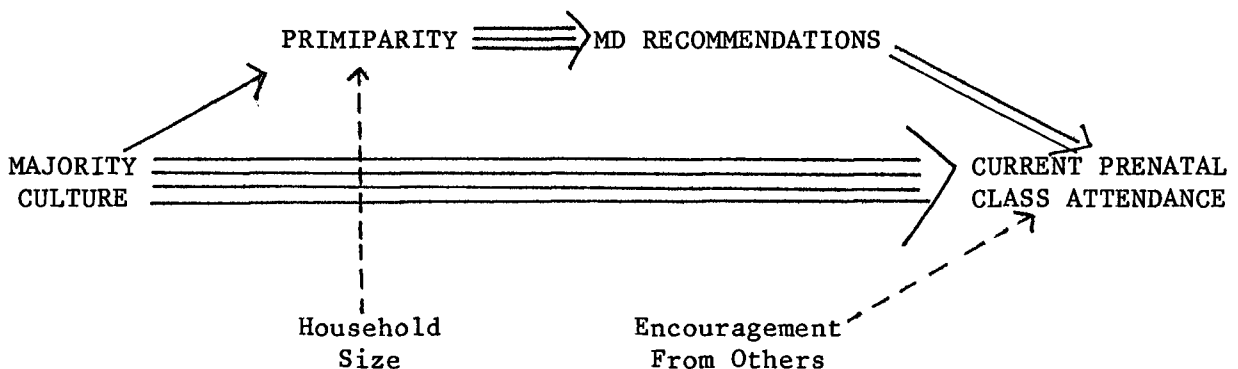 PRIMIPARITY
MD RECOMMENDATIONS
MAJORITY
CULTURE
CURRENT PRENATAL
CLASS ATTENDANCE
Household
Size
Encouragement
From Others